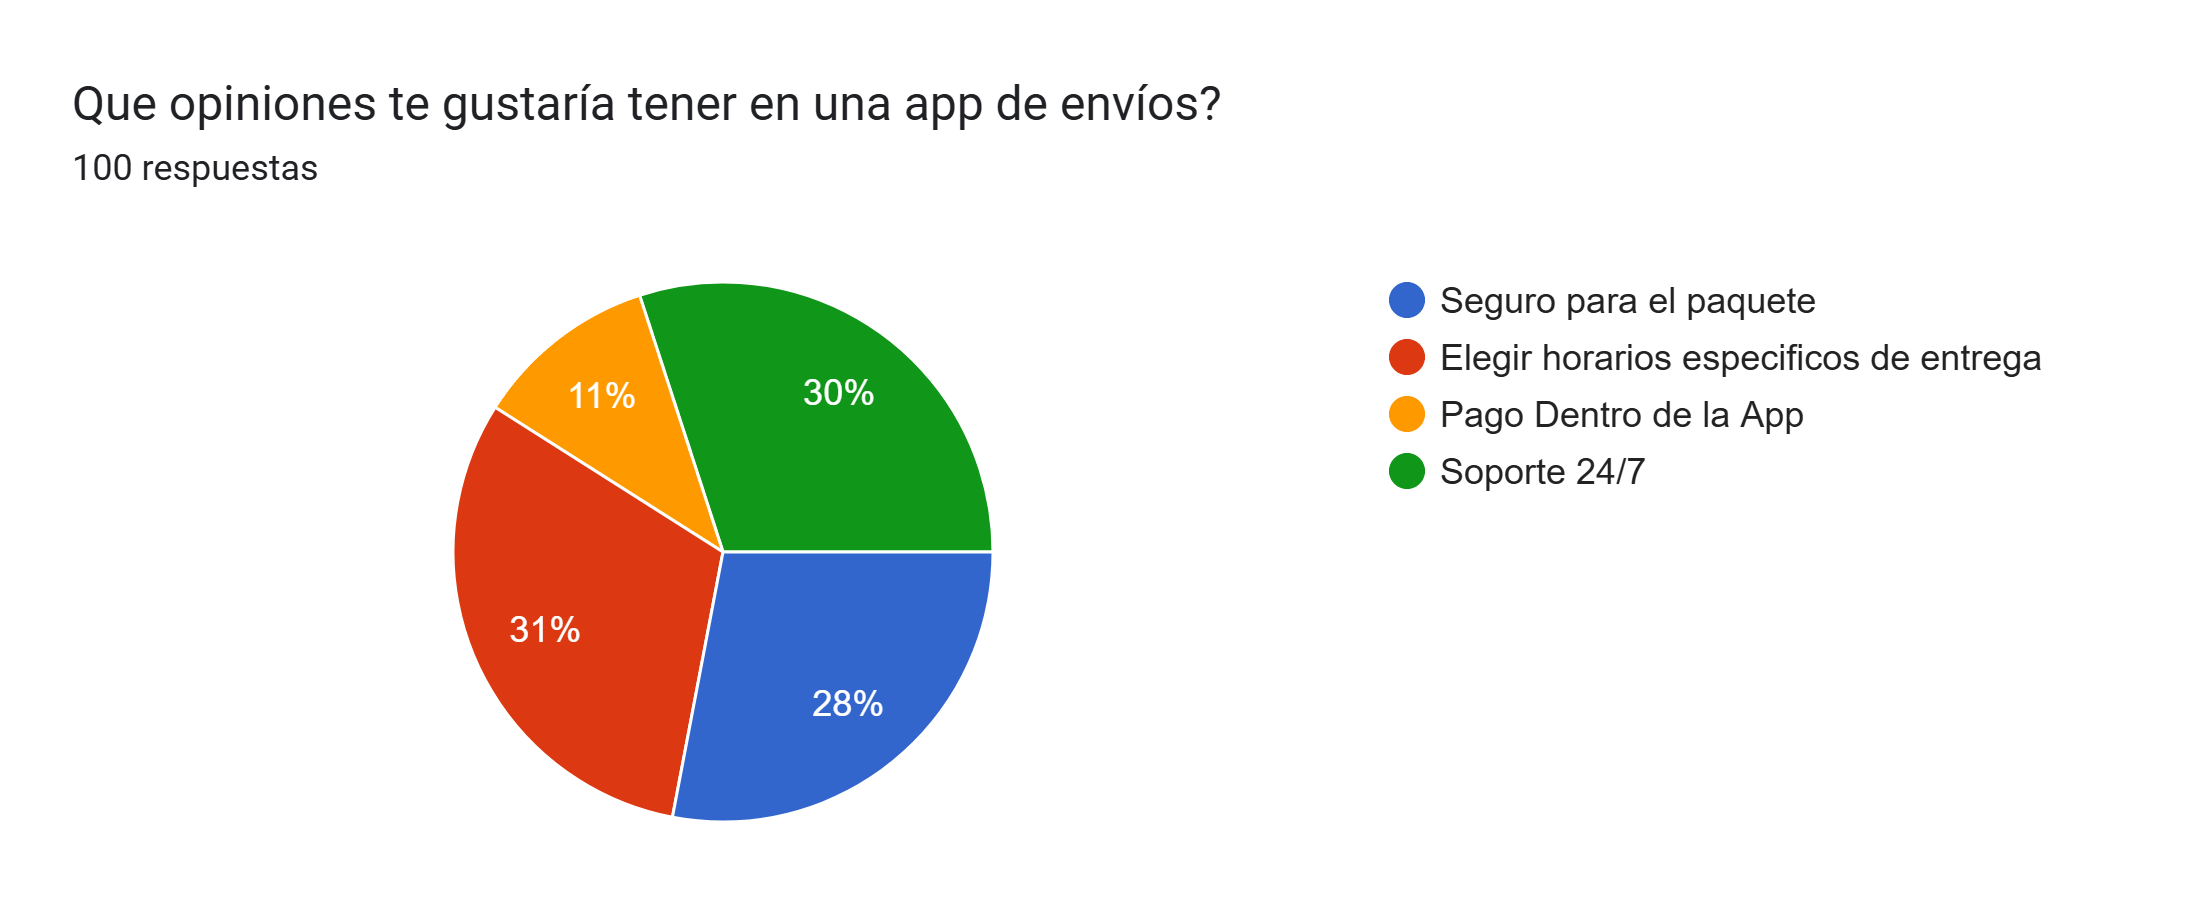 Que opiniones te gustaría tener en una app de envíos?
100 respuestas
11%
30%
31%
28%
Seguro para el paquete
Elegir horarios especificos de entrega
Pago Dentro de la App
Soporte 24/7